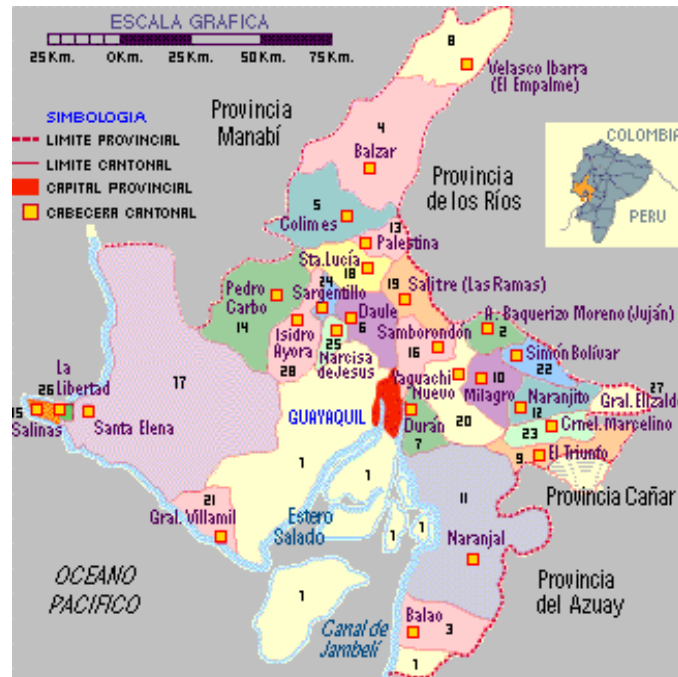 ESCALA GRAFICA
25 Km.
0Km.
25 Km.
50 Km.
75 Km.
SIMBOLOGIA
LIMITE PROVINCIAL
LIMITE CANTONAL
CAPITAL PROVINCIAL
CABECERA CANTONAL
8
Velasco Ibarra
(El Empalme)
Provincia
Manabí
4
Balzar
COLOMBIA
PERU
Provincia
de los Ríos
5
Colimes
13
Palestina
Sta. Lucía
18
19
Salitre (Las Ramas)
Pedro
Carbo
14
24
Sargentillo
Daule
6
A. Baquerizo Moreno (Juján)
2
Isidro
Ayora
28
25
Narcisa
de Jesus
Samborondón
16
Simón Bolívar
22
17
Yaguachi
Nuevo
20
10
Milagro
27
Gral. Elizalde
Naranjito
12
La
Libertad
26
15
Salinas
Santa Elena
GUAYAQUIL
Durán
7
23
Crnel. Marcelino
9
El Triunfo
1
1
11
Provincia Cañar
21
Gral. Villamil
Estero
Salado
1
1
Naranjal
OCEANO
PACIFICO
1
Provincia
del Azuay
Canal de
Jambelí
Balao
3
1